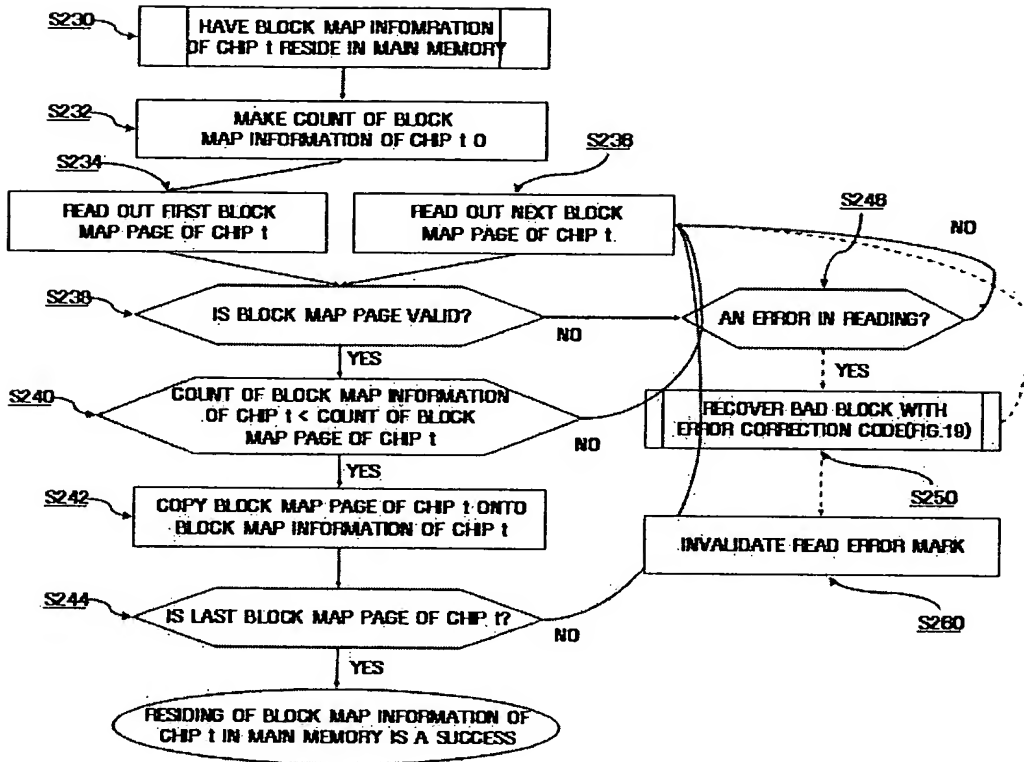 S230
HAVE BLOCK MAP INFOMRATION
OF CHIP t RESIDE IN MAIN MEMORY
S232
MAKE COUNT OF BLOCK
MAP INFORMATION OF CHIP t 0
S234
READ OUT FIRST BLOCK
MAP PAGE OF CHIP t
S236
READ OUT NEXT BLOCK
MAP PAGE OF CHIP t.
S238
IS BLOCK MAP PAGE VALID?
NO
YES
S248
AN ERROR IN READING?
NO
YES
S240
COUNT OF BLOCK MAP INFORMATION
OF CHIP t < COUNT OF BLOCK
MAP PAGE OF CHIP t
NO
YES
RECOVER BAD BLOCK WITH
ERROR CORRECTION CODE(FIG.19)
S250
S242
COPY BLOCK MAP PAGE OF CHIP t ONTO
BLOCK MAP INFORMATION OF CHIP t
INVALIDATE READ ERROR MARK
S260
S244
IS LAST BLOCK MAP PAGE OF CHIP t?
NO
YES
RESIDING OF BLOCK MAP INFORMATION OF
CHIP t IN MAIN MEMORY IS A SUCCESS